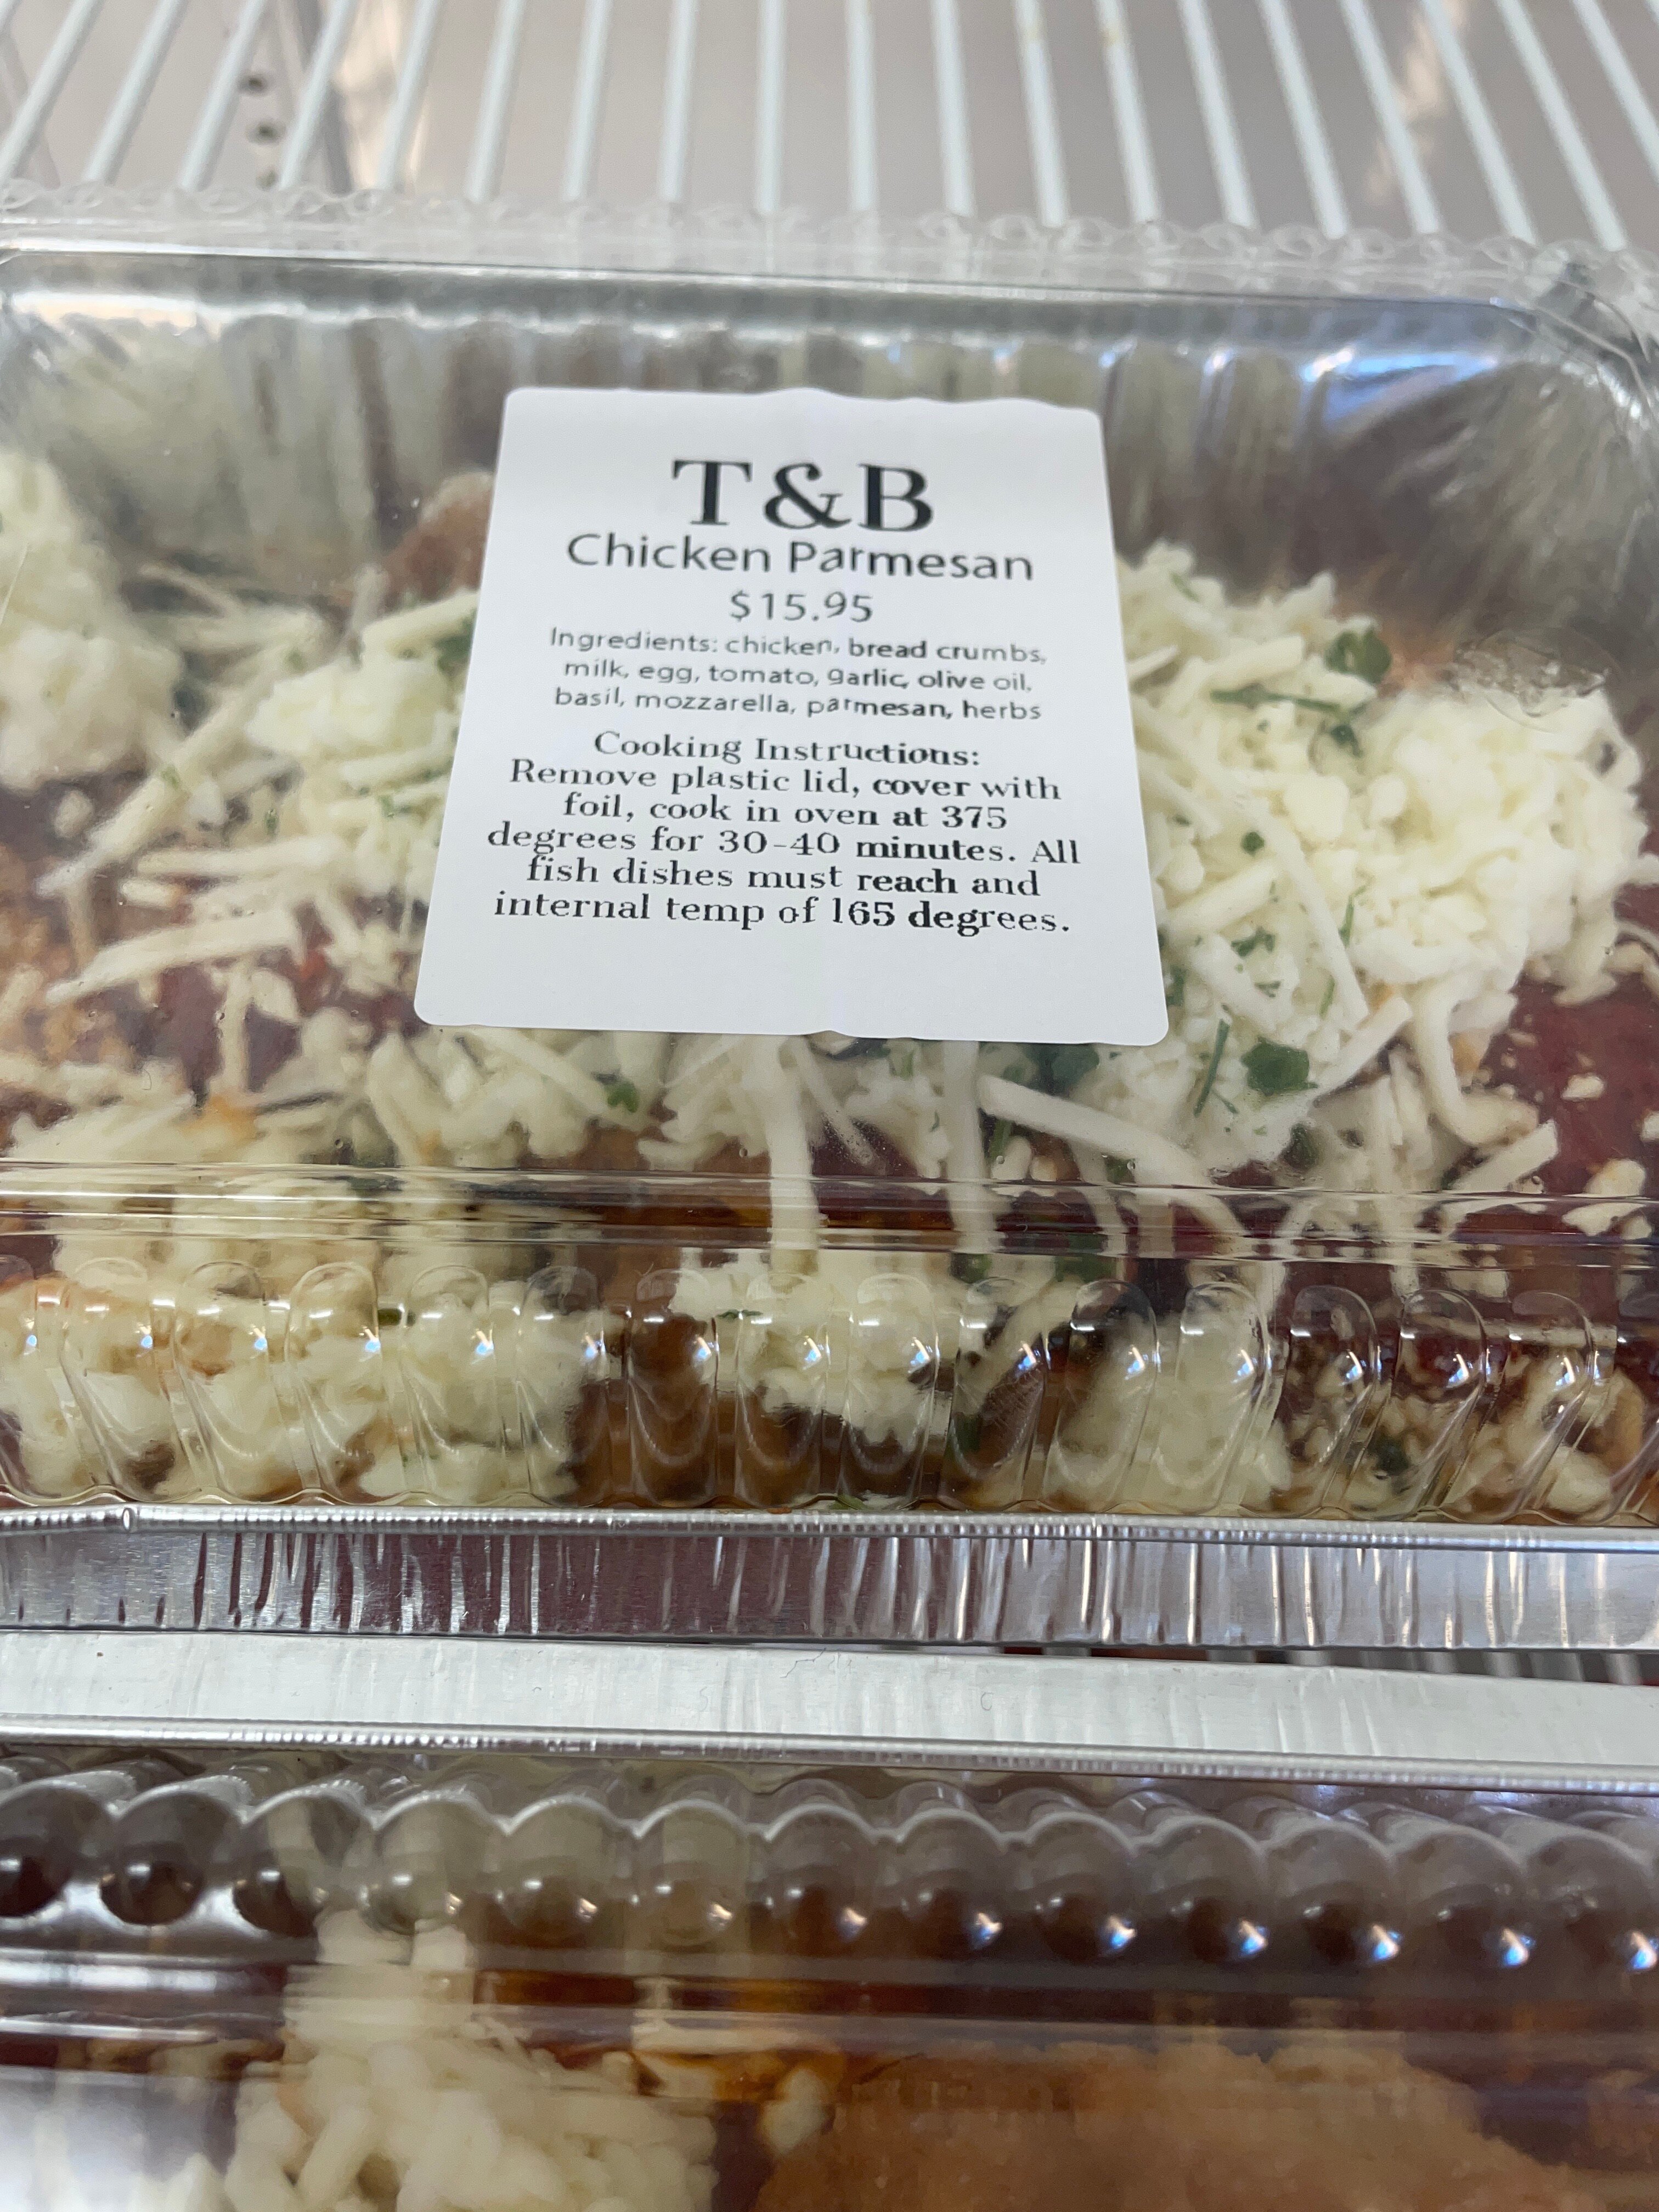 T&B
Chicken Parmesan
$15.95
Ingredients: chicken, bread crumbs,
milk, egg, tomato, garlic, olive oil,
basil, mozzarella, parmesan, herbs
Cooking Instructions:
Remove plastic lid, cover with
foil, cook in oven at 375
degrees for 30-40 minutes. All
fish dishes must reach and
internal temp of 165 degrees.